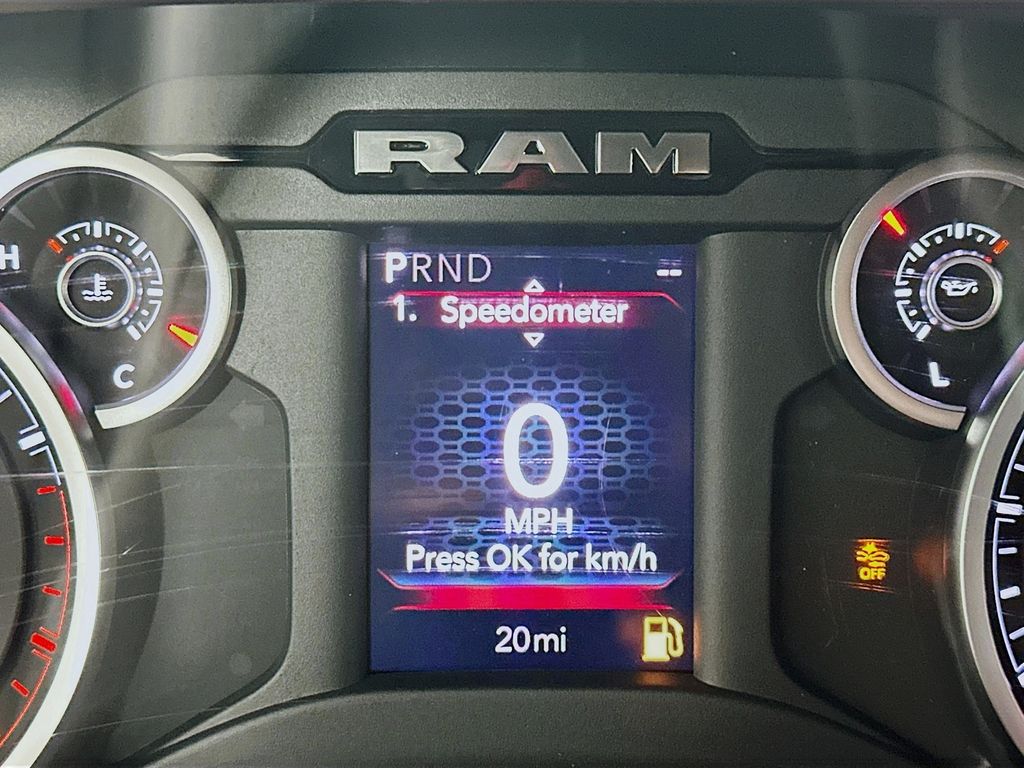 RAM
H
PRND --
1. Speedometer
C
L
0
MPH
Press OK for km/h
OFF
20mi